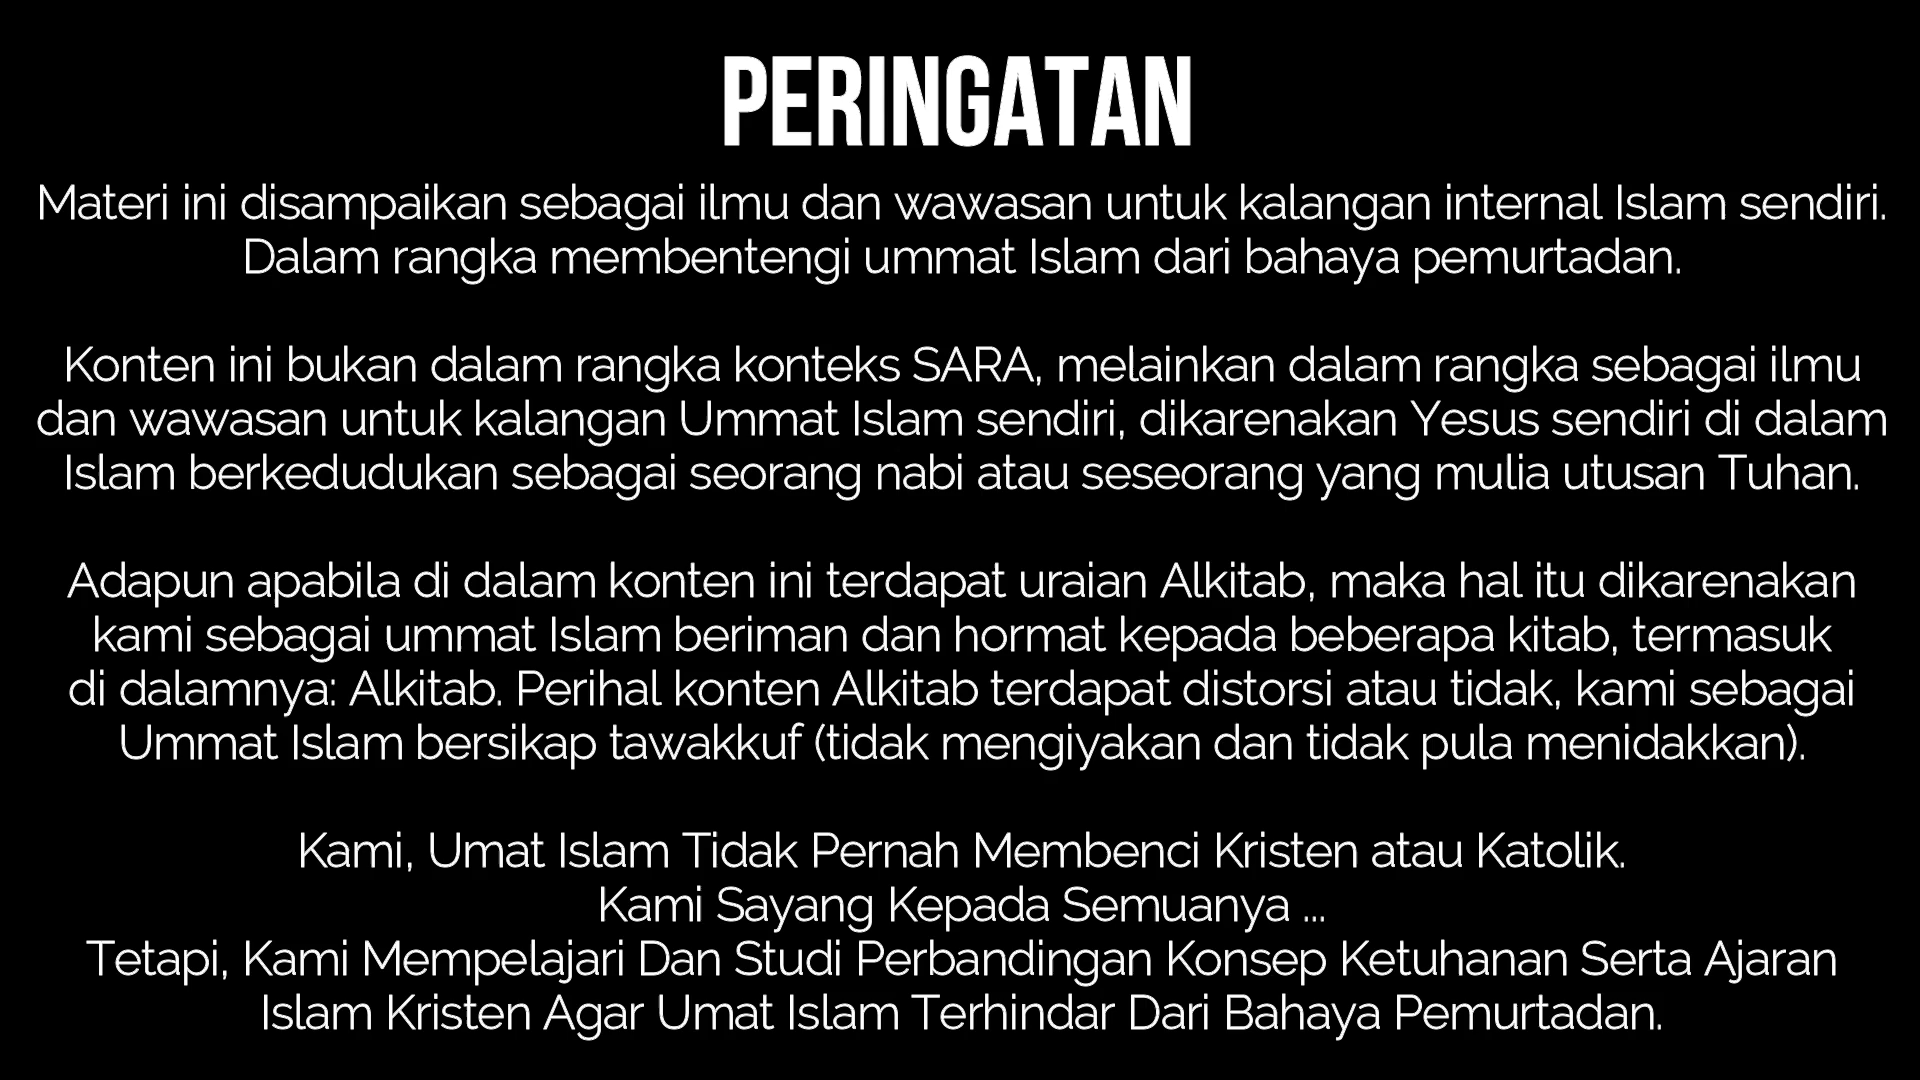 PERINGATAN
Materi ini disampaikan sebagai ilmu dan wawasan untuk kalangan internal Islam sendiri.
Dalam rangka membentengi ummat Islam dari bahaya pemurtadan.
Konten ini bukan dalam rangka konteks SARA, melainkan dalam rangka sebagai ilmu
dan wawasan untuk kalangan Ummat Islam sendiri, dikarenakan Yesus sendiri di dalam
Islam berkedudukan sebagai seorang nabi atau seseorang yang mulia utusan Tuhan.
Adapun apabila di dalam konten ini terdapat uraian Alkitab, maka hal itu dikarenakan
kami sebagai ummat Islam beriman dan hormat kepada beberapa kitab, termasuk
di dalamnya: Alkitab. Perihal konten Alkitab terdapat distorsi atau tidak, kami sebagai
Ummat Islam bersikap tawakkuf (tidak mengiyakan dan tidak pula menidakkan).
Kami, Umat Islam Tidak Pernah Membenci Kristen atau Katolik.
Kami Sayang Kepada Semuanya ...
Tetapi, Kami Mempelajari Dan Studi Perbandingan Konsep Ketuhanan Serta Ajaran
Islam Kristen Agar Umat Islam Terhindar Dari Bahaya Pemurtadan.